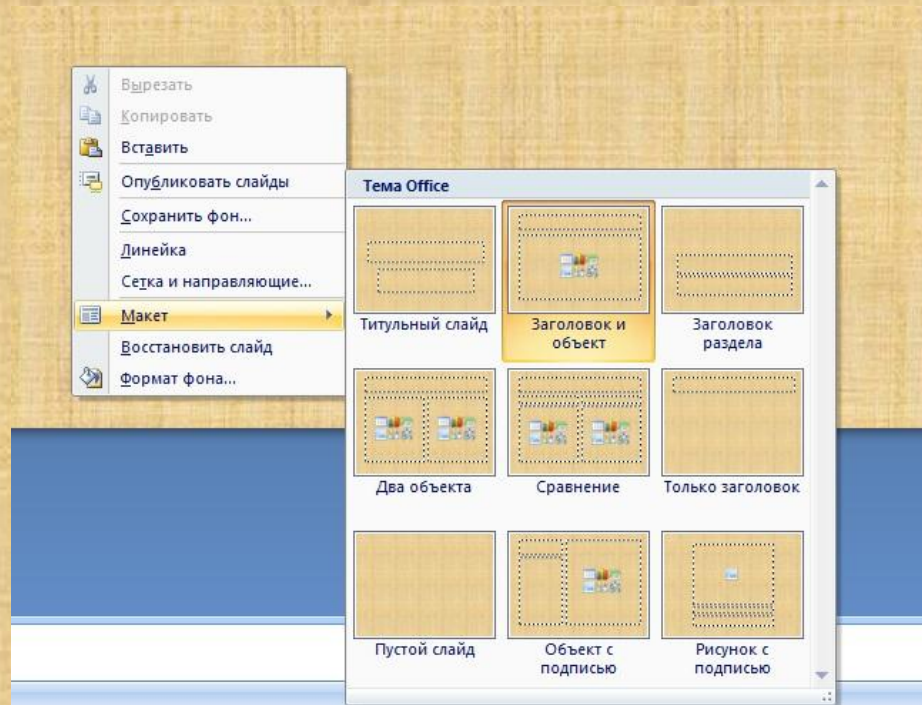 Вырезать
Копировать
Вставить
Опубликовать слайды
Сохранить фон...
Линейка
Сетка и направляющие...
Макет
Восстановить слайд
Формат фона...
Тема Office
Титульный слайд
Заголовок и
объект
Заголовок
раздела
Два объекта
Сравнение
Только заголовок
Пустой слайд
Объект с
подписью
Рисунок с
подписью